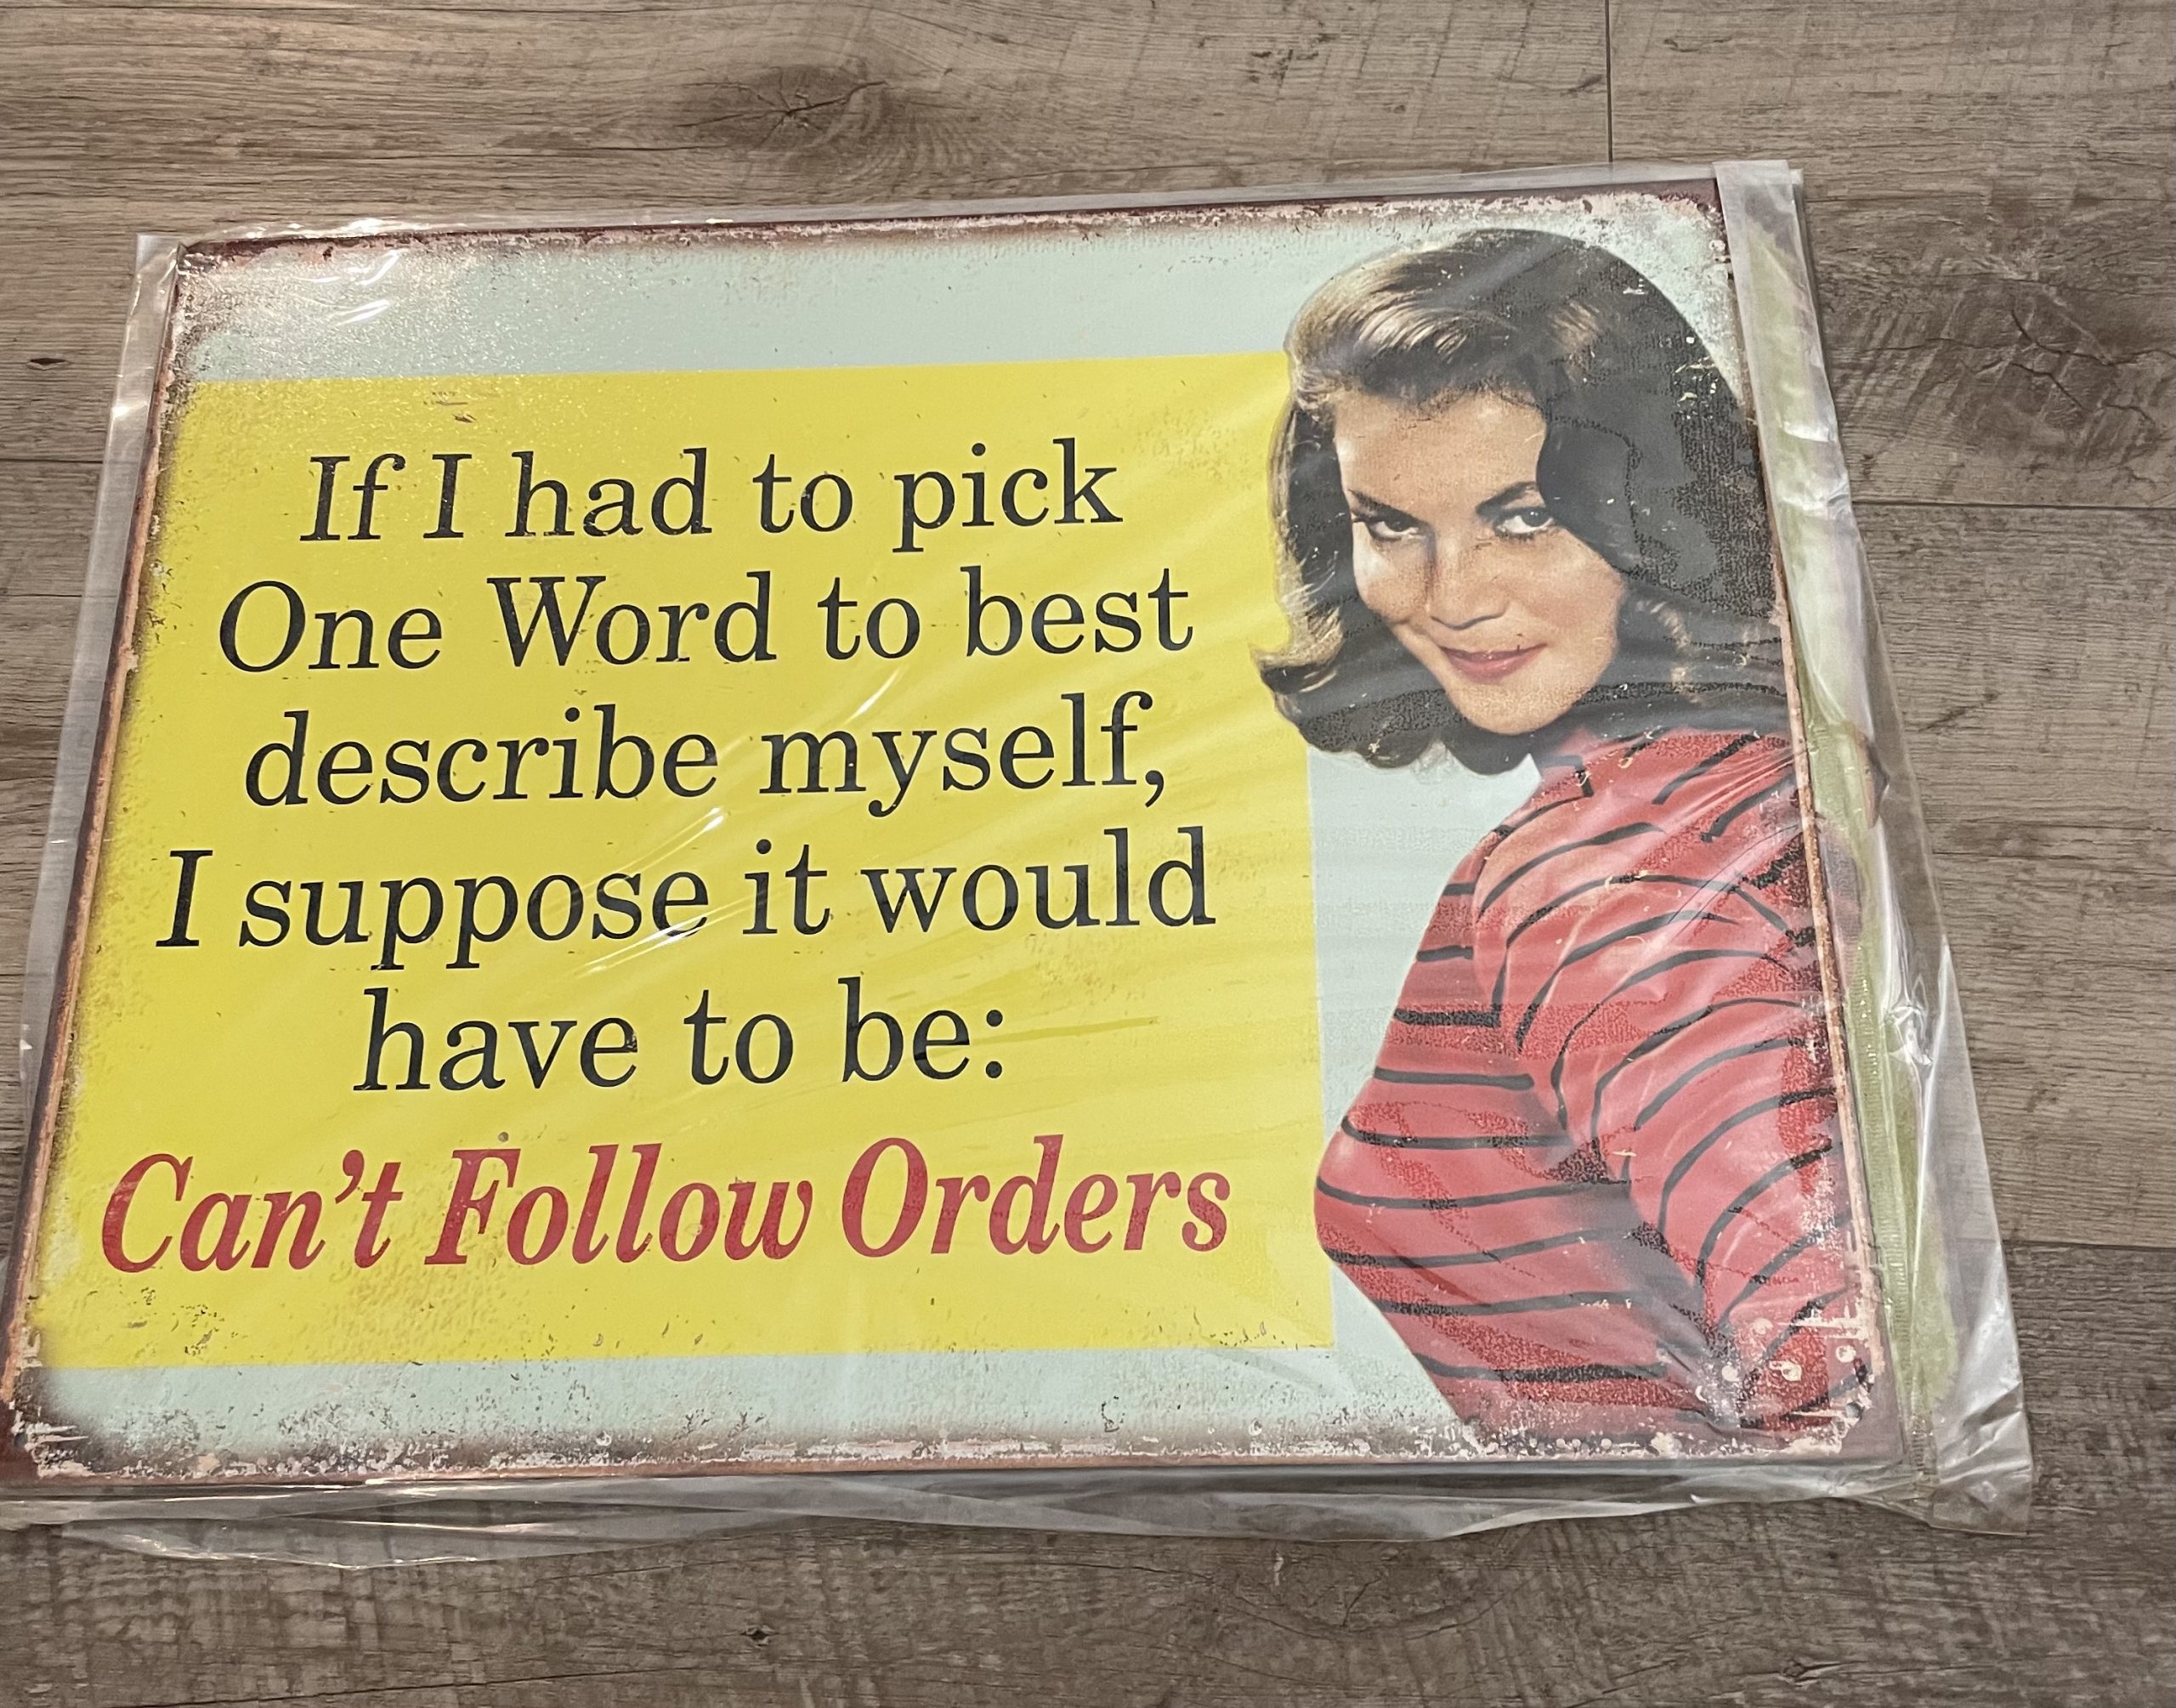 If I had to pick
One Word to best
describe myself,
I suppose it would
have to be:
Can't Follow Orders